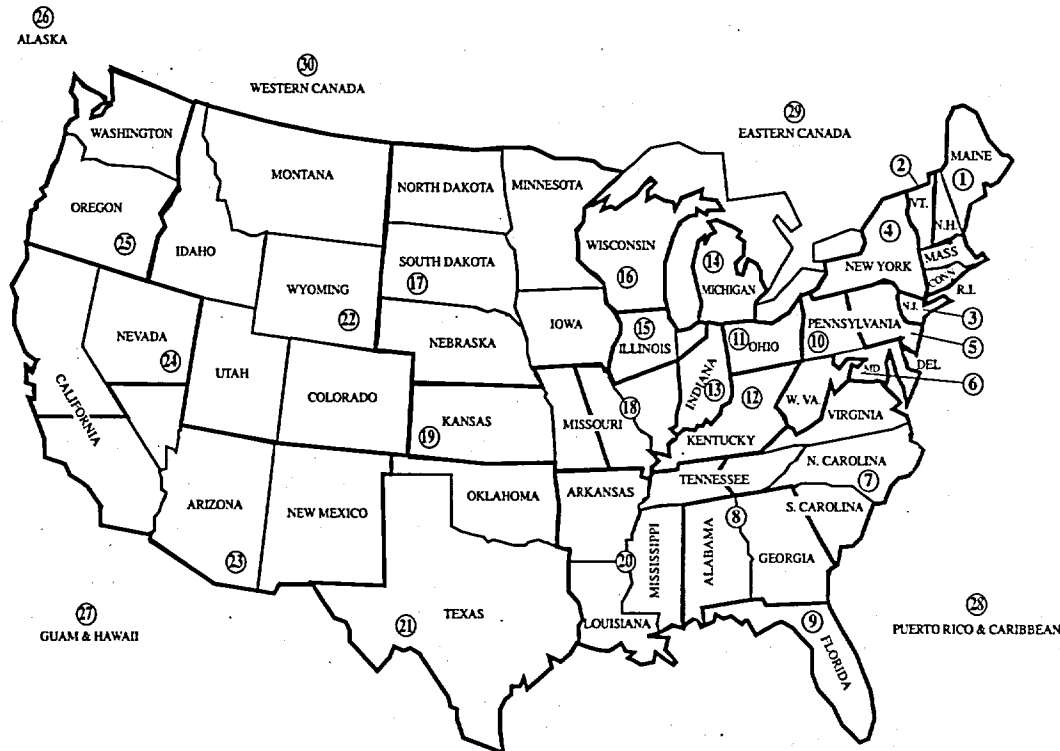 26
ALASKA
30
WESTERN CANADA
29
EASTERN CANADA
WASHINGTON
MONTANA
NORTH DAKOTA
MINNESOTA
2
MAINE
1
VT.
N.H.
OREGON
25
IDAHO
SOUTH DAKOTA
17
WISCONSIN
16
14
MICHIGAN
4
NEW YORK
MASS
CONN
R.I.
WYOMING
22
NEVADA
24
UTAH
NEBRASKA
IOWA
15
ILLINOIS
11
OHIO
10
PENNSYLVANIA
N.J.
3
5
DEL
MD
6
CALIFORNIA
COLORADO
19
KANSAS
MISSOURI
18
INDIANA
13
12
KENTUCKY
W. VA.
VIRGINIA
ARIZONA
23
NEW MEXICO
OKLAHOMA
ARKANSAS
TENNESSEE
N. CAROLINA
7
S. CAROLINA
8
20
MISSISSIPPI
ALABAMA
GEORGIA
27
GUAM & HAWAII
21
TEXAS
LOUISIANA
9
FLORIDA
28
PUERTO RICO & CARIBBEAN